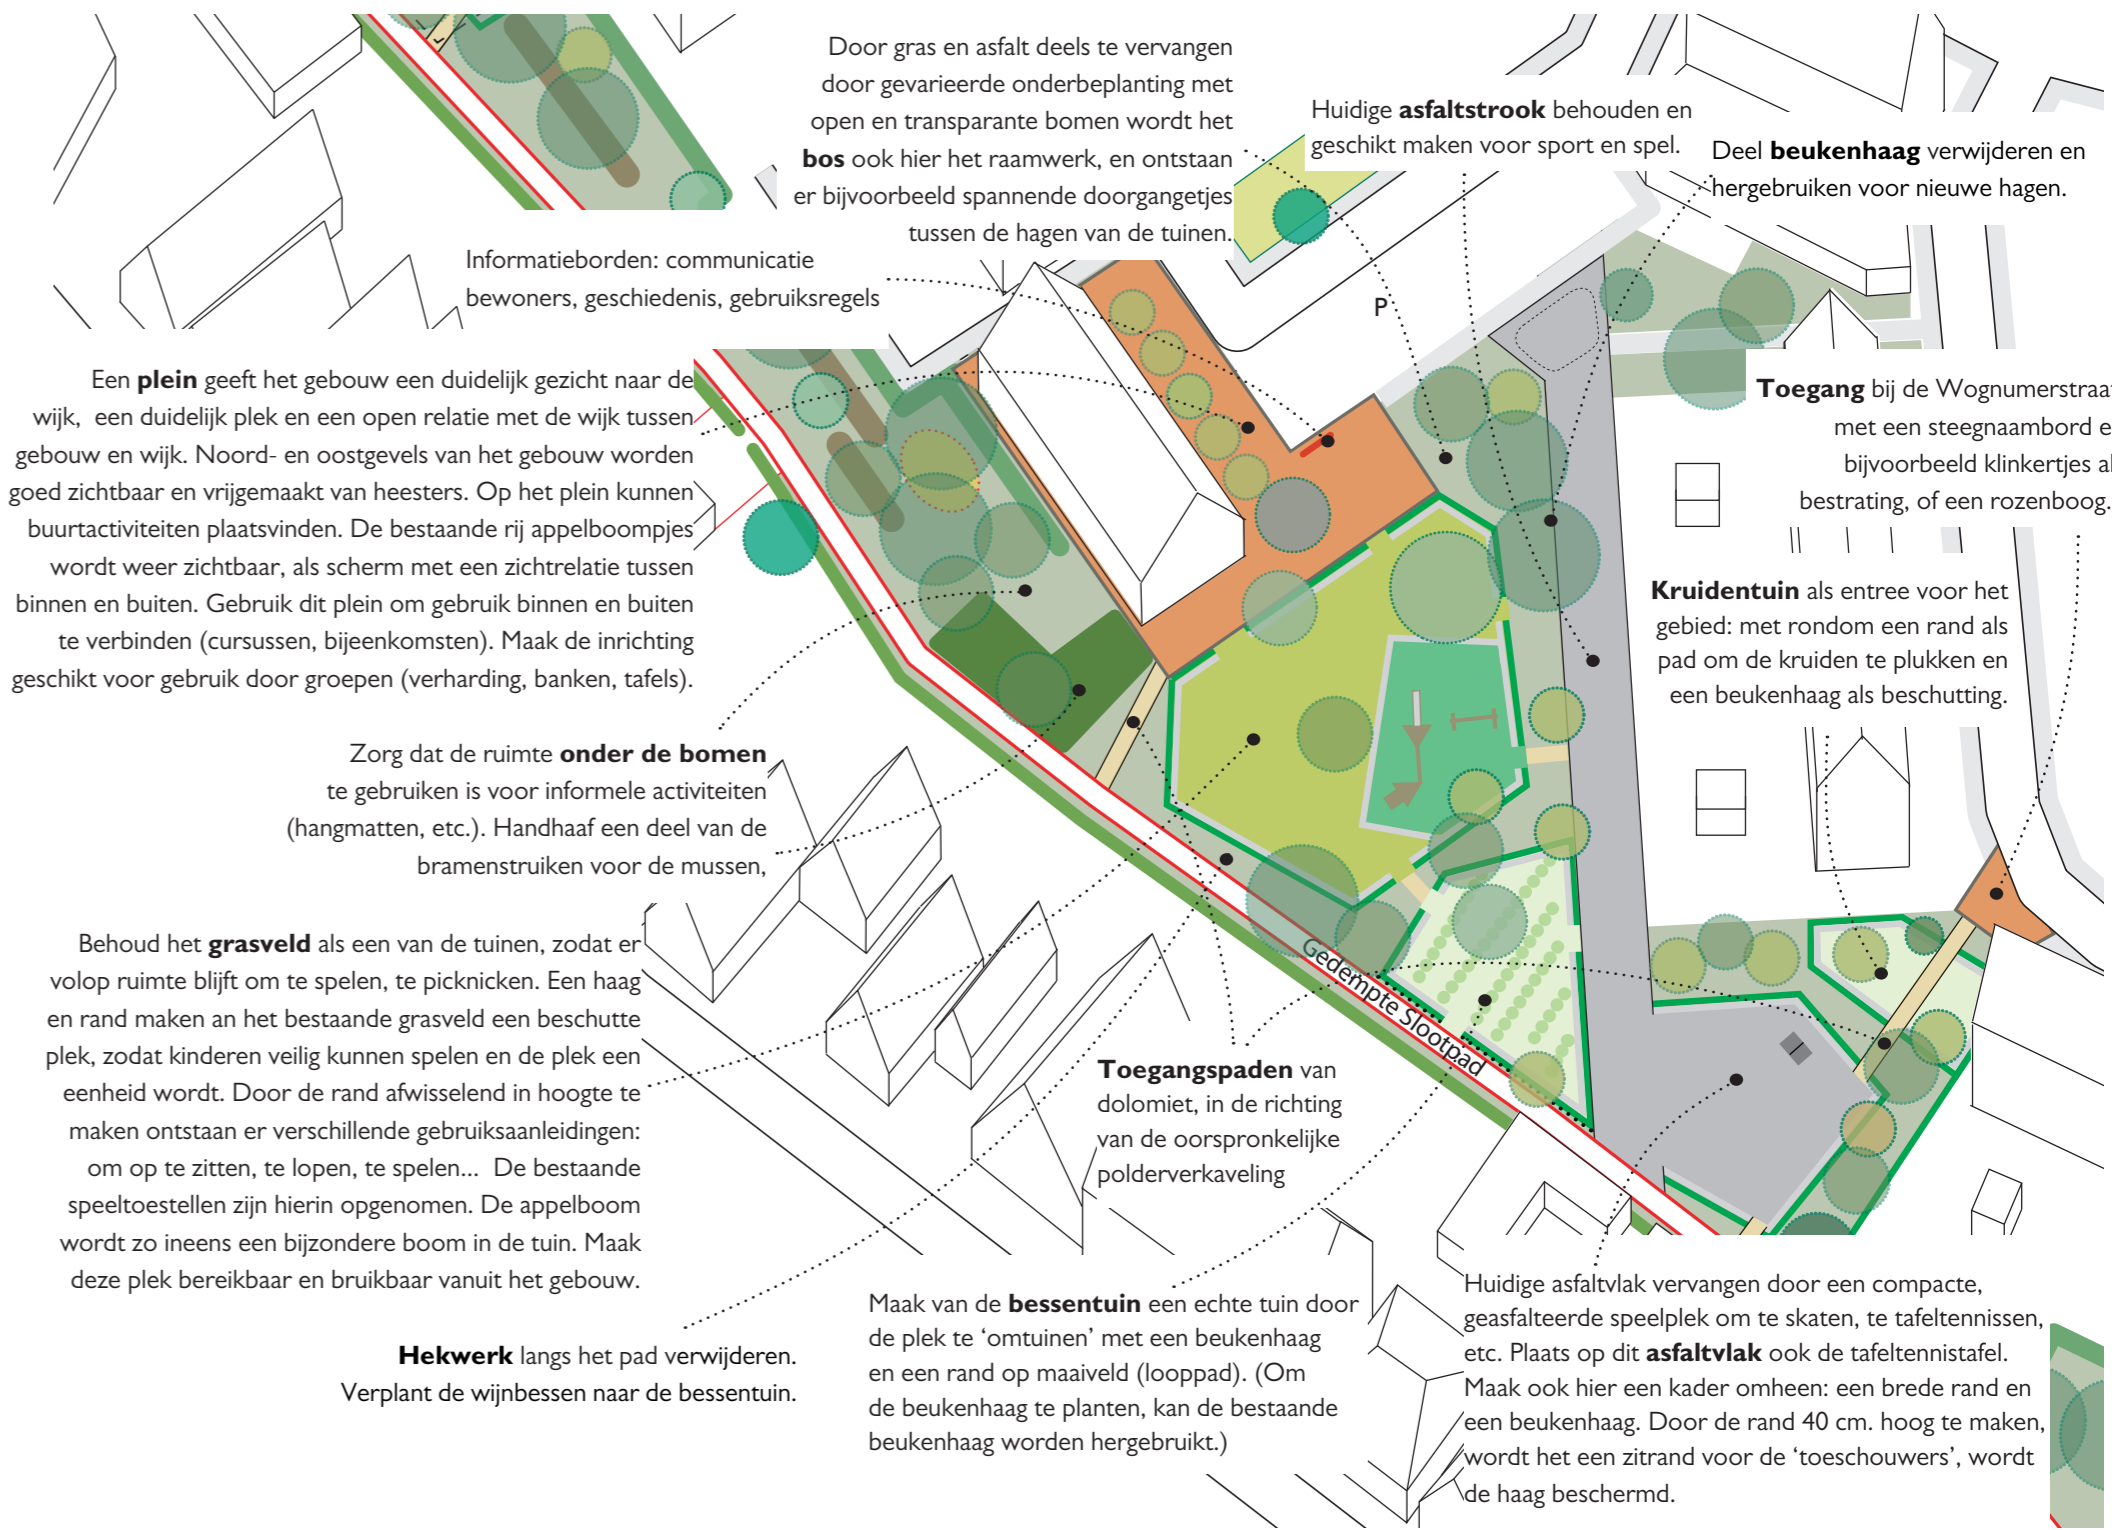 Door gras en asfalt deels te vervangen
door gevarieerde onderbeplanting met
open en transparante bomen wordt het
bos ook hier het raamwerk, en ontstaan
er bijvoorbeeld spannende doorgangetjes
tussen de hagen van de tuinen.
Huidige asfaltstrook behouden en
geschikt maken voor sport en spel.
Deel beukenhaag verwijderen en
hergebruiken voor nieuwe hagen.
Informatieborden: communicatie
bewoners, geschiedenis, gebruiksregels
P
Een plein geeft het gebouw een duidelijk gezicht naar de
wijk, een duidelijk plek en een open relatie met de wijk tussen
gebouw en wijk. Noord- en oostgevels van het gebouw worden
goed zichtbaar en vrijgemaakt van heesters. Op het plein kunnen
buurtactiviteiten plaatsvinden. De bestaande rij appelboompjes
wordt weer zichtbaar, als scherm met een zichtrelatie tussen
binnen en buiten. Gebruik dit plein om gebruik binnen en buiten
te verbinden (cursussen, bijeenkomsten). Maak de inrichting
geschikt voor gebruik door groepen (verharding, banken, tafels).
Toegang bij de Wognumerstraat
met een steegnaambord e
bijvoorbeeld klinkertjes al
bestrating, of een rozenboog.
Kruidentuin als entree voor het
gebied: met rondom een rand als
pad om de kruiden te plukken en
een beukenhaag als beschutting.
Zorg dat de ruimte onder de bomen
te gebruiken is voor informele activiteiten
(hangmatten, etc.). Handhaaf een deel van de
bramenstruiken voor de mussen,
Behoud het grasveld als een van de tuinen, zodat er
volop ruimte blijft om te spelen, te picknicken. Een haag
en rand maken an het bestaande grasveld een beschutte
plek, zodat kinderen veilig kunnen spelen en de plek een
eenheid wordt. Door de rand afwisselend in hoogte te
maken ontstaan er verschillende gebruiksaanleidingen:
om op te zitten, te lopen, te spelen... De bestaande
speeltoestellen zijn hierin opgenomen. De appelboom
wordt zo ineens een bijzondere boom in de tuin. Maak
deze plek bereikbaar en bruikbaar vanuit het gebouw.
Gedempte Slootpad
Toegangspaden van
dolomiet, in de richting
van de oorspronkelijke
polderverkaveling
Hekwerk langs het pad verwijderen.
Verplant de wijnbessen naar de bessentuin.
Maak van de bessentuin een echte tuin door
de plek te ‘omtuinen’ met een beukenhaag
en een rand op maaiveld (looppad). (Om
de beukenhaag te planten, kan de bestaande
beukenhaag worden hergebruikt.)
Huidige asfaltvlak vervangen door een compacte,
geasfalteerde speelplek om te skaten, te tafeltennissen,
etc. Plaats op dit asfaltvlak ook de tafeltennistafel.
Maak ook hier een kader omheen: een brede rand en
een beukenhaag. Door de rand 40 cm. hoog te maken,
wordt het een zitrand voor de ‘toeschouwers’, wordt
de haag beschermd.